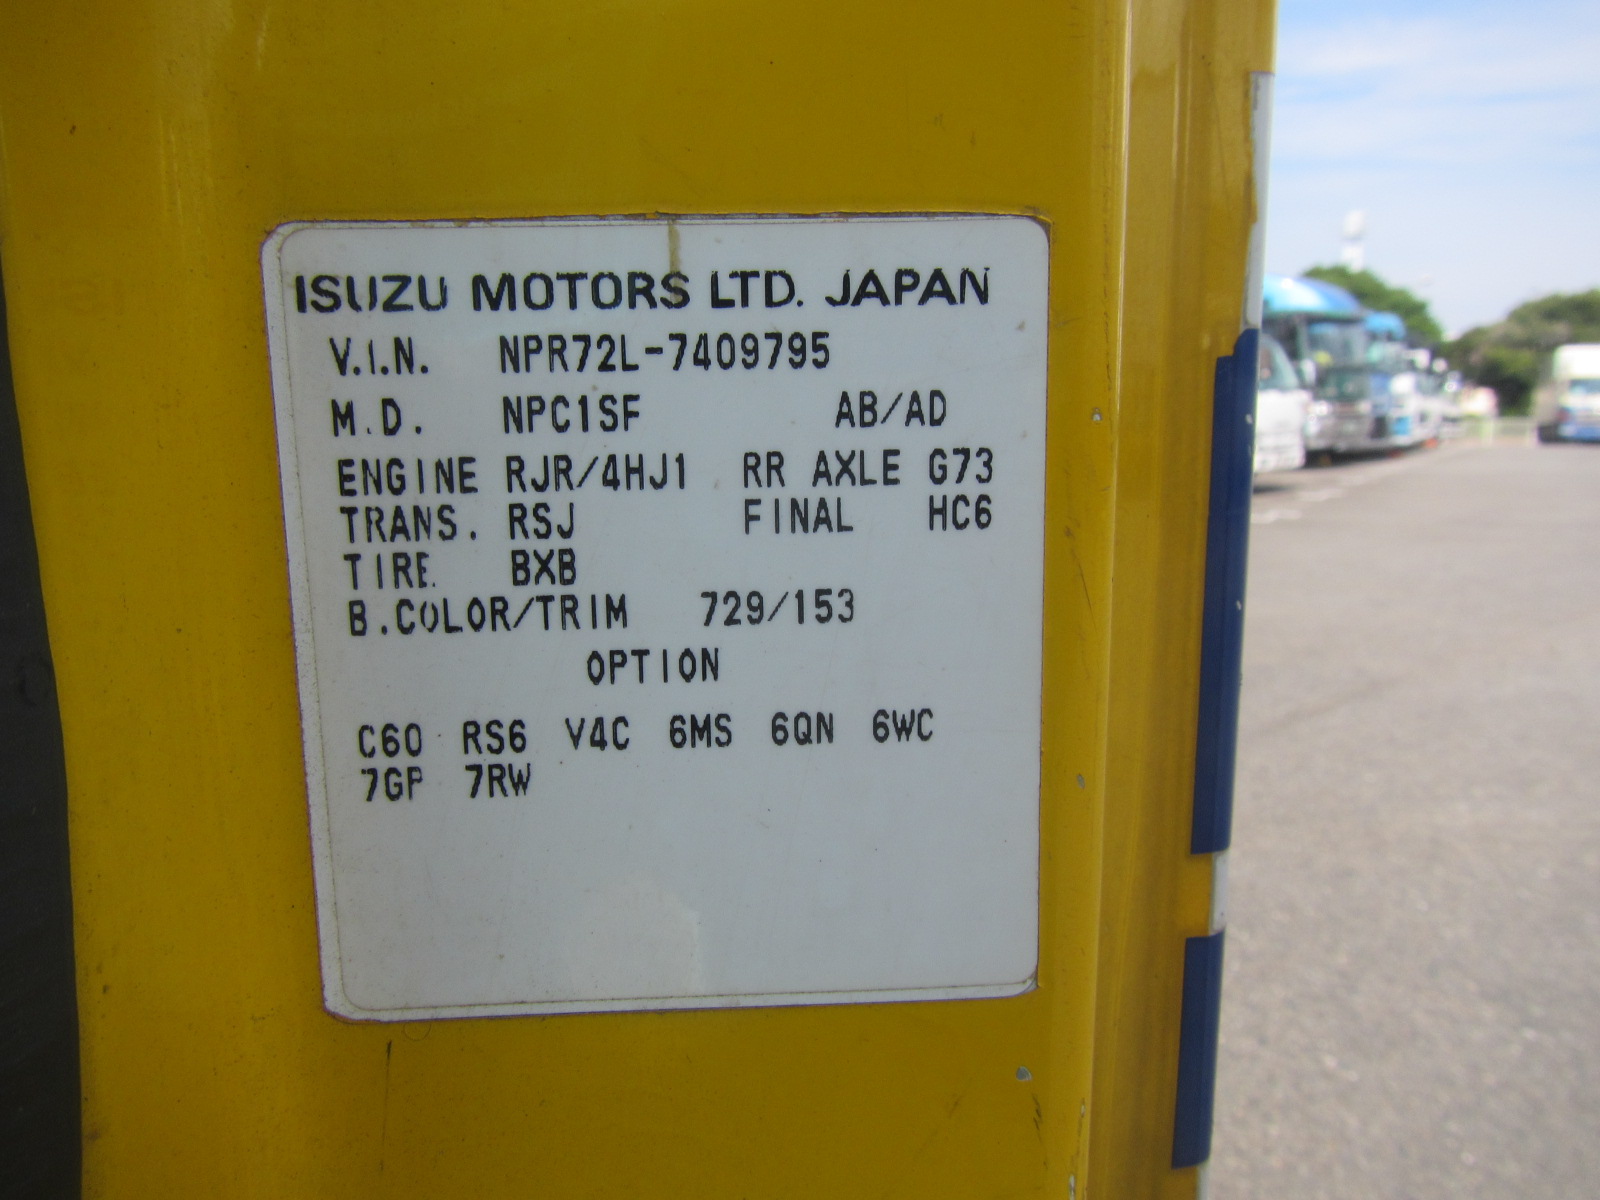 ISUZU MOTORS LTD. JAPAN
V.I.N. NPR72L-7409795
M.D. NPC1SF AB/AD
ENGINE RJR/4HJ1 RR AXLE G73
TRANS. RSJ FINAL HC6
TIRE. BXB
B.COLOR/TRIM 729/153
OPTION
C60 RS6 V4C 6MS 6QN 6WC
7GP 7RW